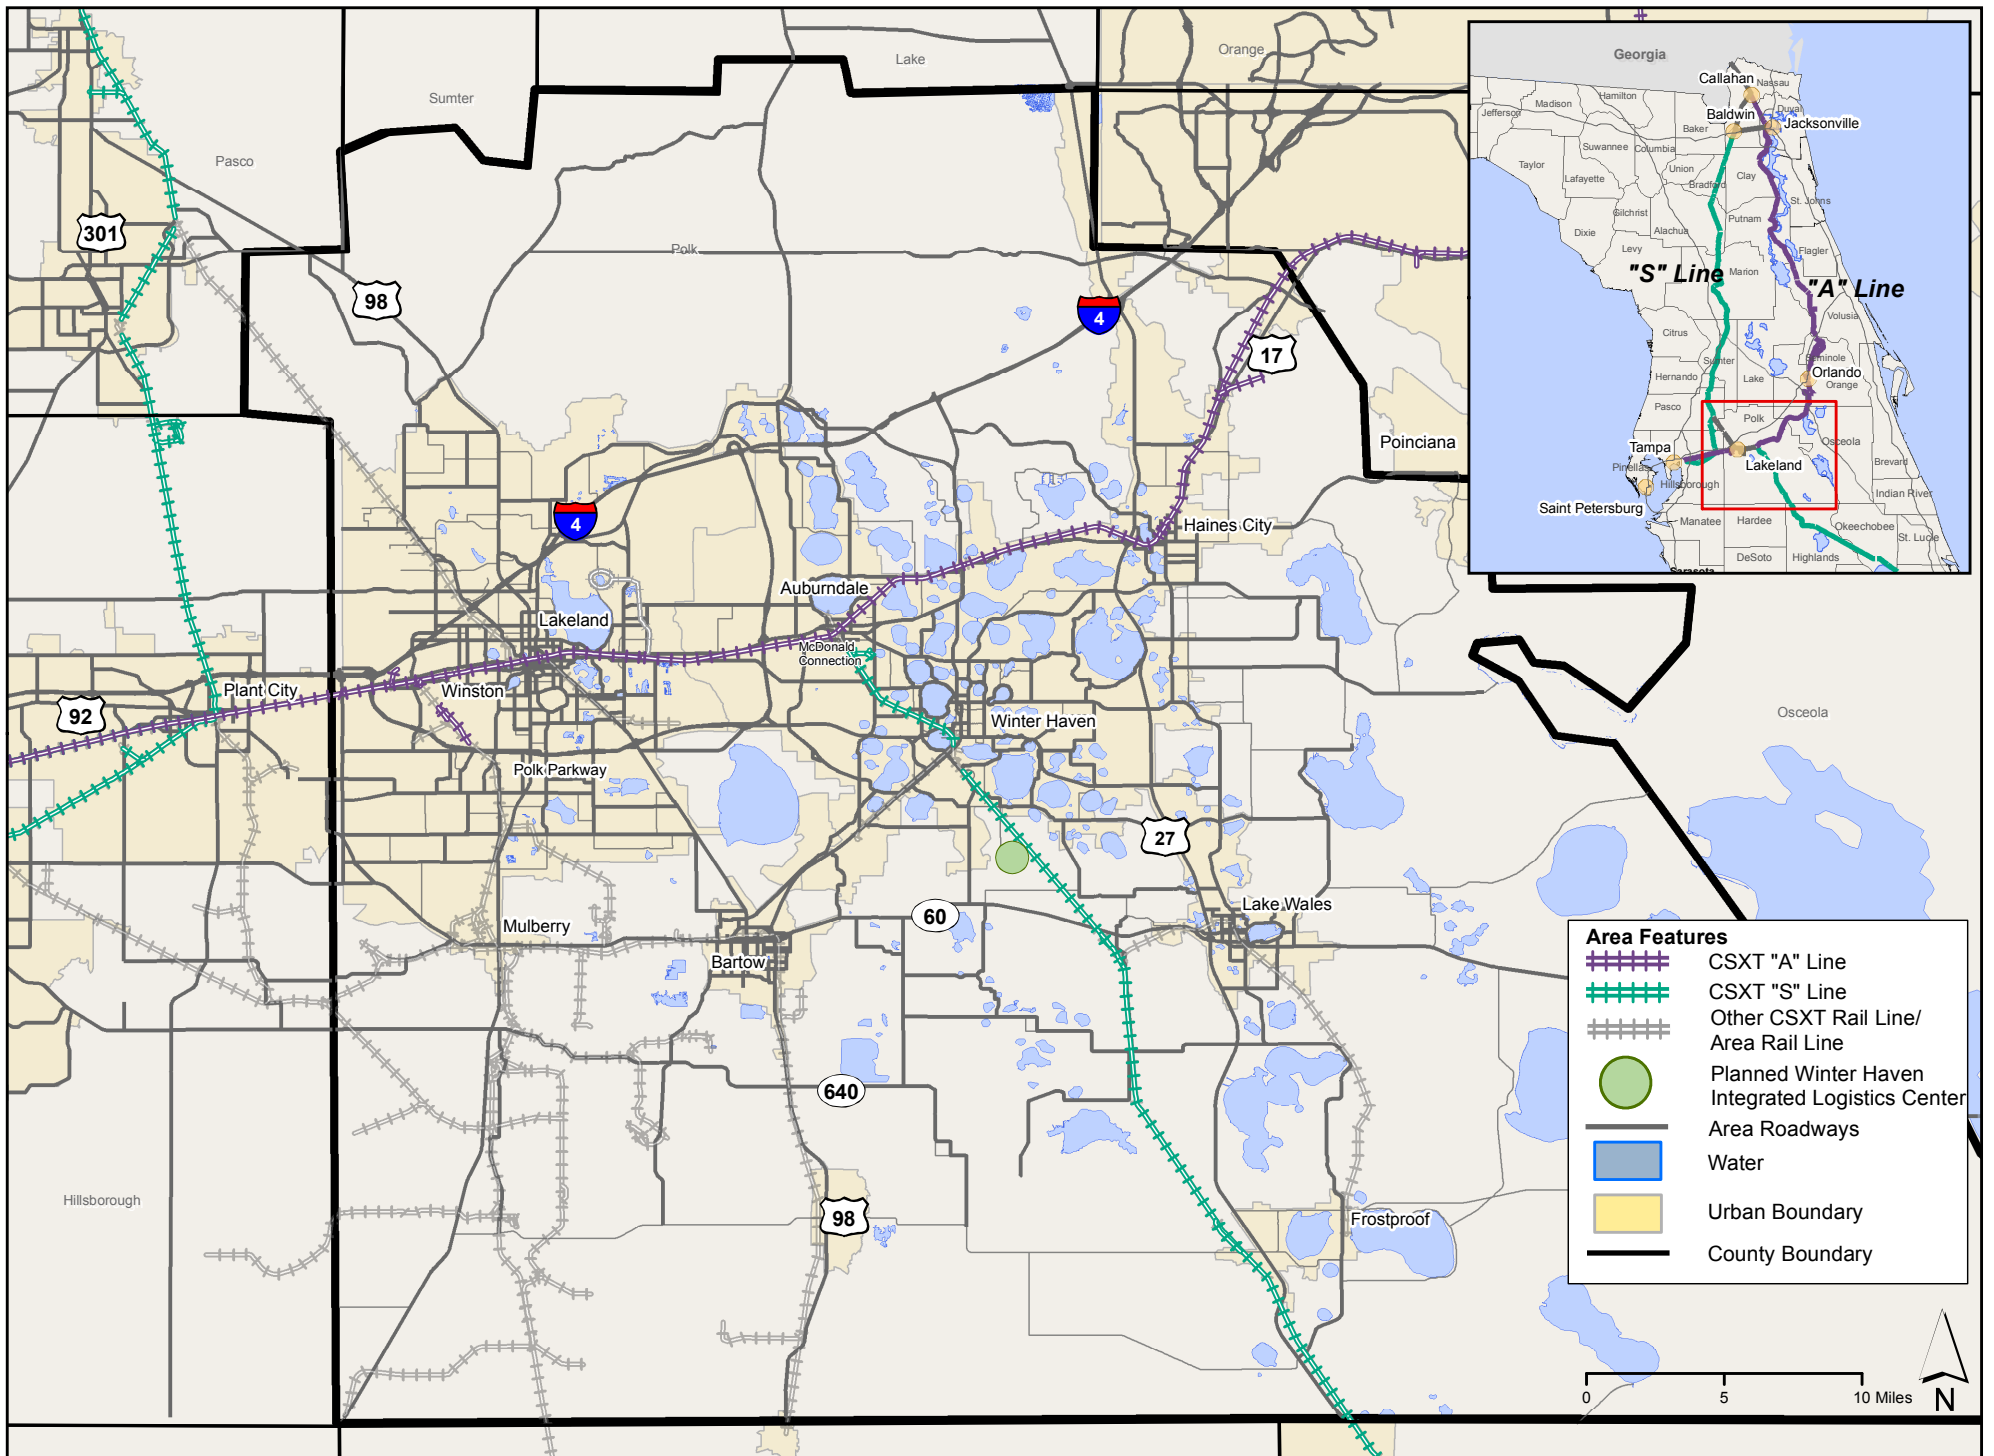 Lake
Orange
Sumter
Pasco
301
Polk
98
4
17
Poinciana
Haines City
4
Auburndale
Lakeland
McDonald
Connection
Plant City
Winston
92
Winter Haven
Osceola
Polk Parkway
27
Lake Wales
60
Mulberry
Bartow
640
Hillsborough
98
Frostproof
Georgia
Callahan
Nassau
Hamilton
Madison
Jefferson
Baldwin
Duval
Jacksonville
Baker
Suwannee
Columbia
Taylor
Union
Lafayette
Bradford
Clay
St. Johns
Gilchrist
Putnam
Dixie
Alachua
Levy
Flagler
Marion
"S" Line
"A" Line
Volusia
Citrus
Sumter
Seminole
Orlando
Hernando
Lake
Orange
Pasco
Polk
Osceola
Tampa
Lakeland
Brevard
Pinellas
Hillsborough
Indian River
Saint Petersburg
Manatee
Hardee
Okeechobee
St. Lucie
DeSoto
Highlands
Sarasota
Area Features
CSXT "A" Line
CSXT "S" Line
Other CSXT Rail Line/
Area Rail Line
Planned Winter Haven
Integrated Logistics Center
Area Roadways
Water
Urban Boundary
County Boundary
0 5 10 Miles
N